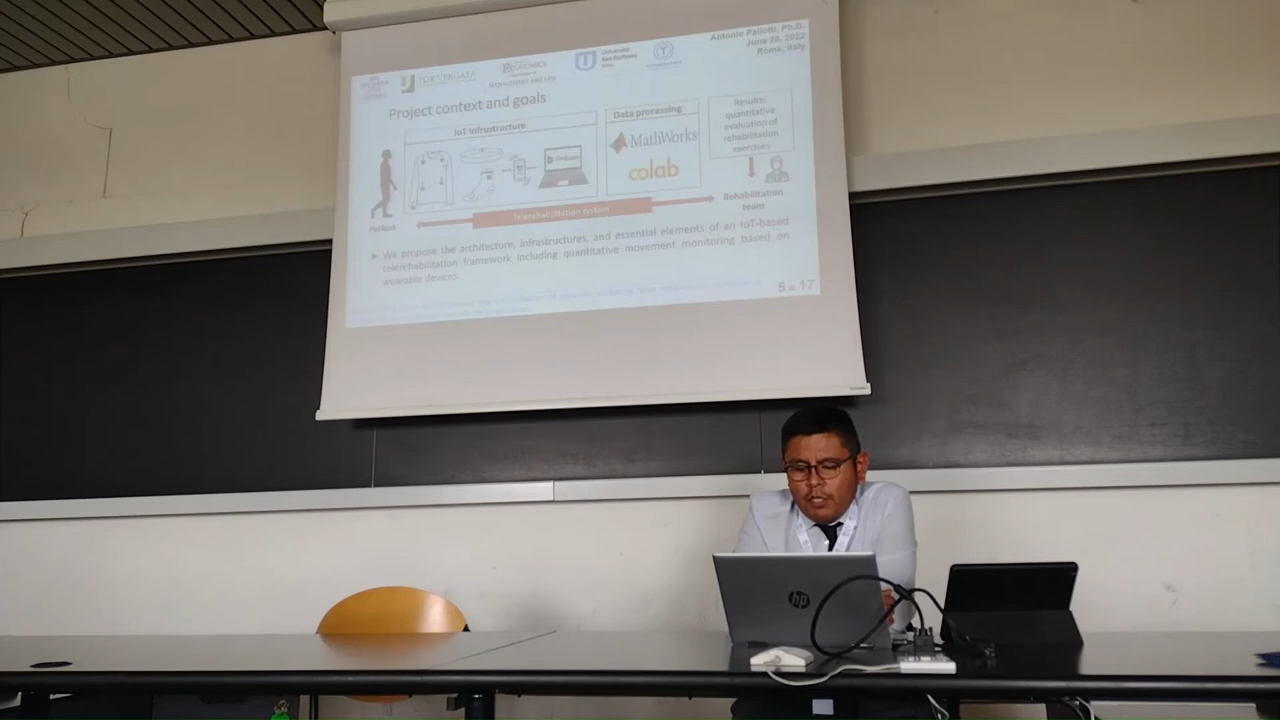 Antonio Pallotti, Ph.D.
June 28, 2022
Rome, Italy
TOR VERGATA
ECONOMICS
MANAGEMENT AND LAW
Università
San Raffaele
Roma
Project context and goals
IoT Infrustructure
Data processing
Results:
quantitative
evaluation of
rehabilitation
exercises
MathWorks
colab
Firebase
Patient
Telerehabilitation system
Rehabilitation
team
➤ We propose the architecture, infrastructures, and essential elements of an IoT-based
telerehabilitation framework including quantitative movement monitoring based on
wearable devices
5 of 17
hp